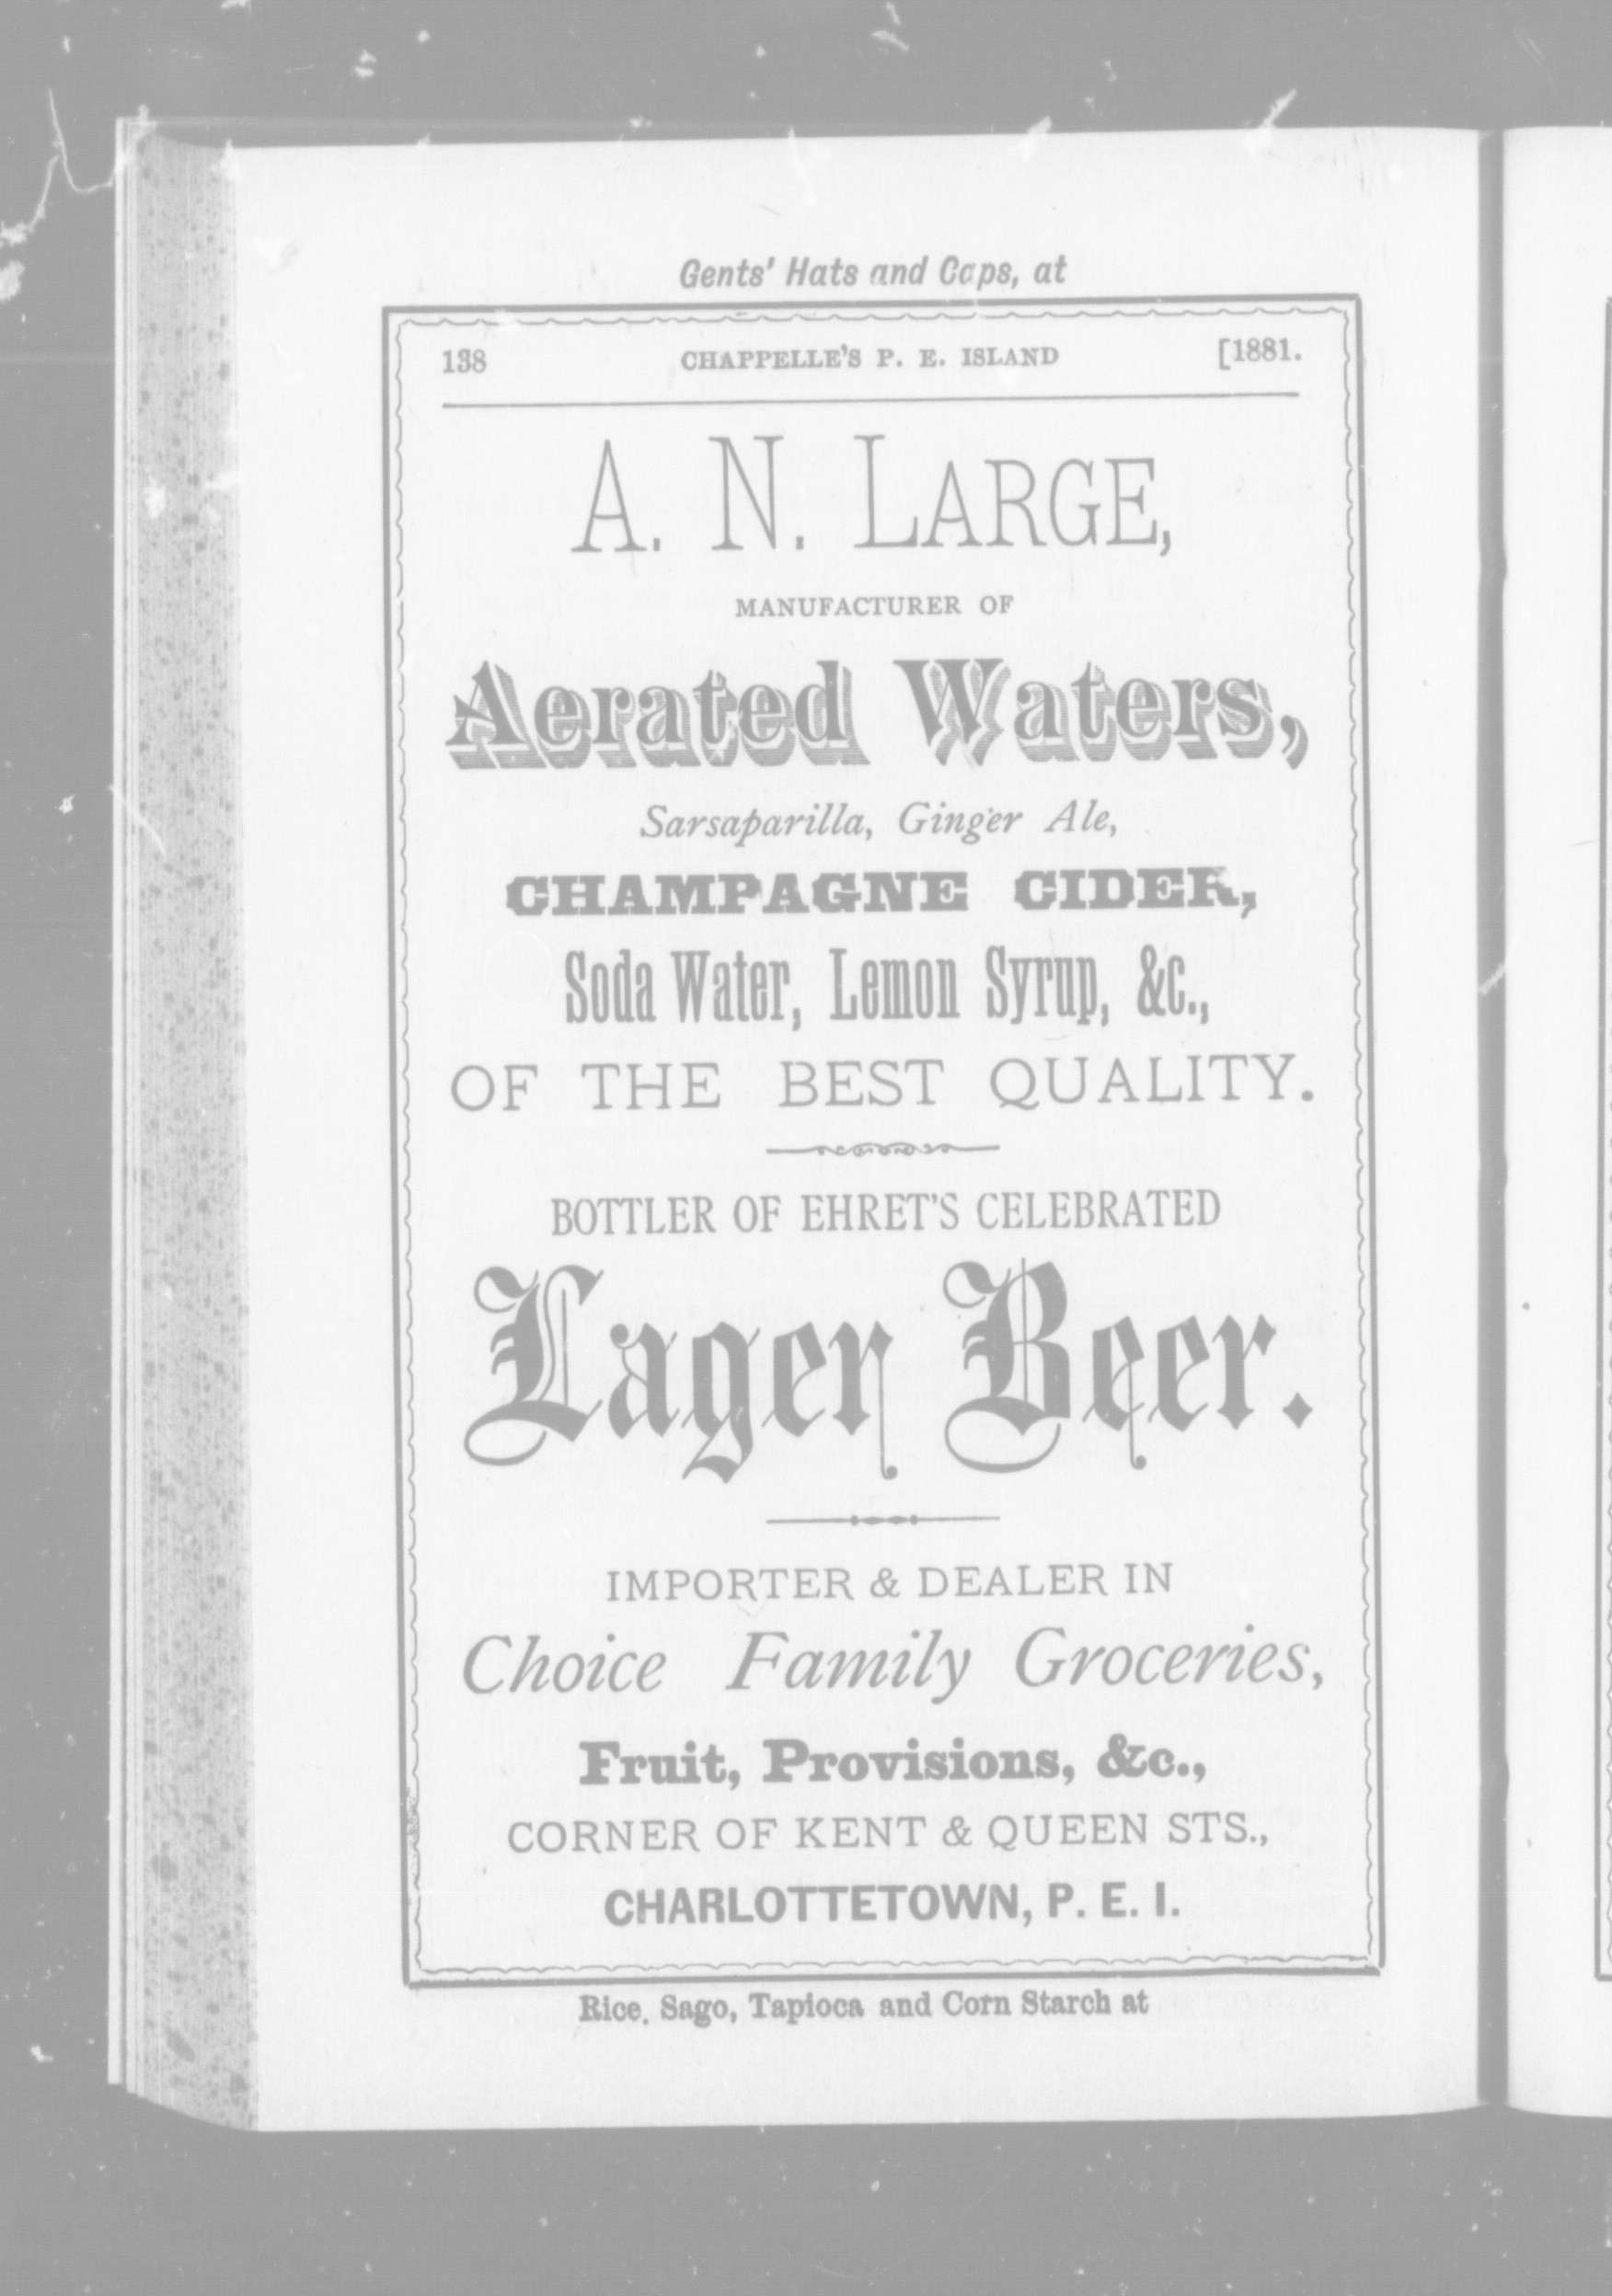 Gents' Hats and Caps, at
138 CHAPPELLE'S P. E. ISLAND [1881.
A. N. LARGE,
MANUFACTURER OF
Aerated Waters,
Sarsaparilla, Ginger Ale,
CHAMPAGNE CIDER,
Soda Water, Lemon Syrup, &c.,
OF THE BEST QUALITY.
BOTTLER OF EHRET'S CELEBRATED
Lager Beer.
IMPORTER & DEALER IN
Choice Family Groceries,
Fruit, Provisions, &c.,
CORNER OF KENT & QUEEN STS.,
CHARLOTTETOWN, P. E. I.
Rice. Sago, Tapioca and Corn Starch at